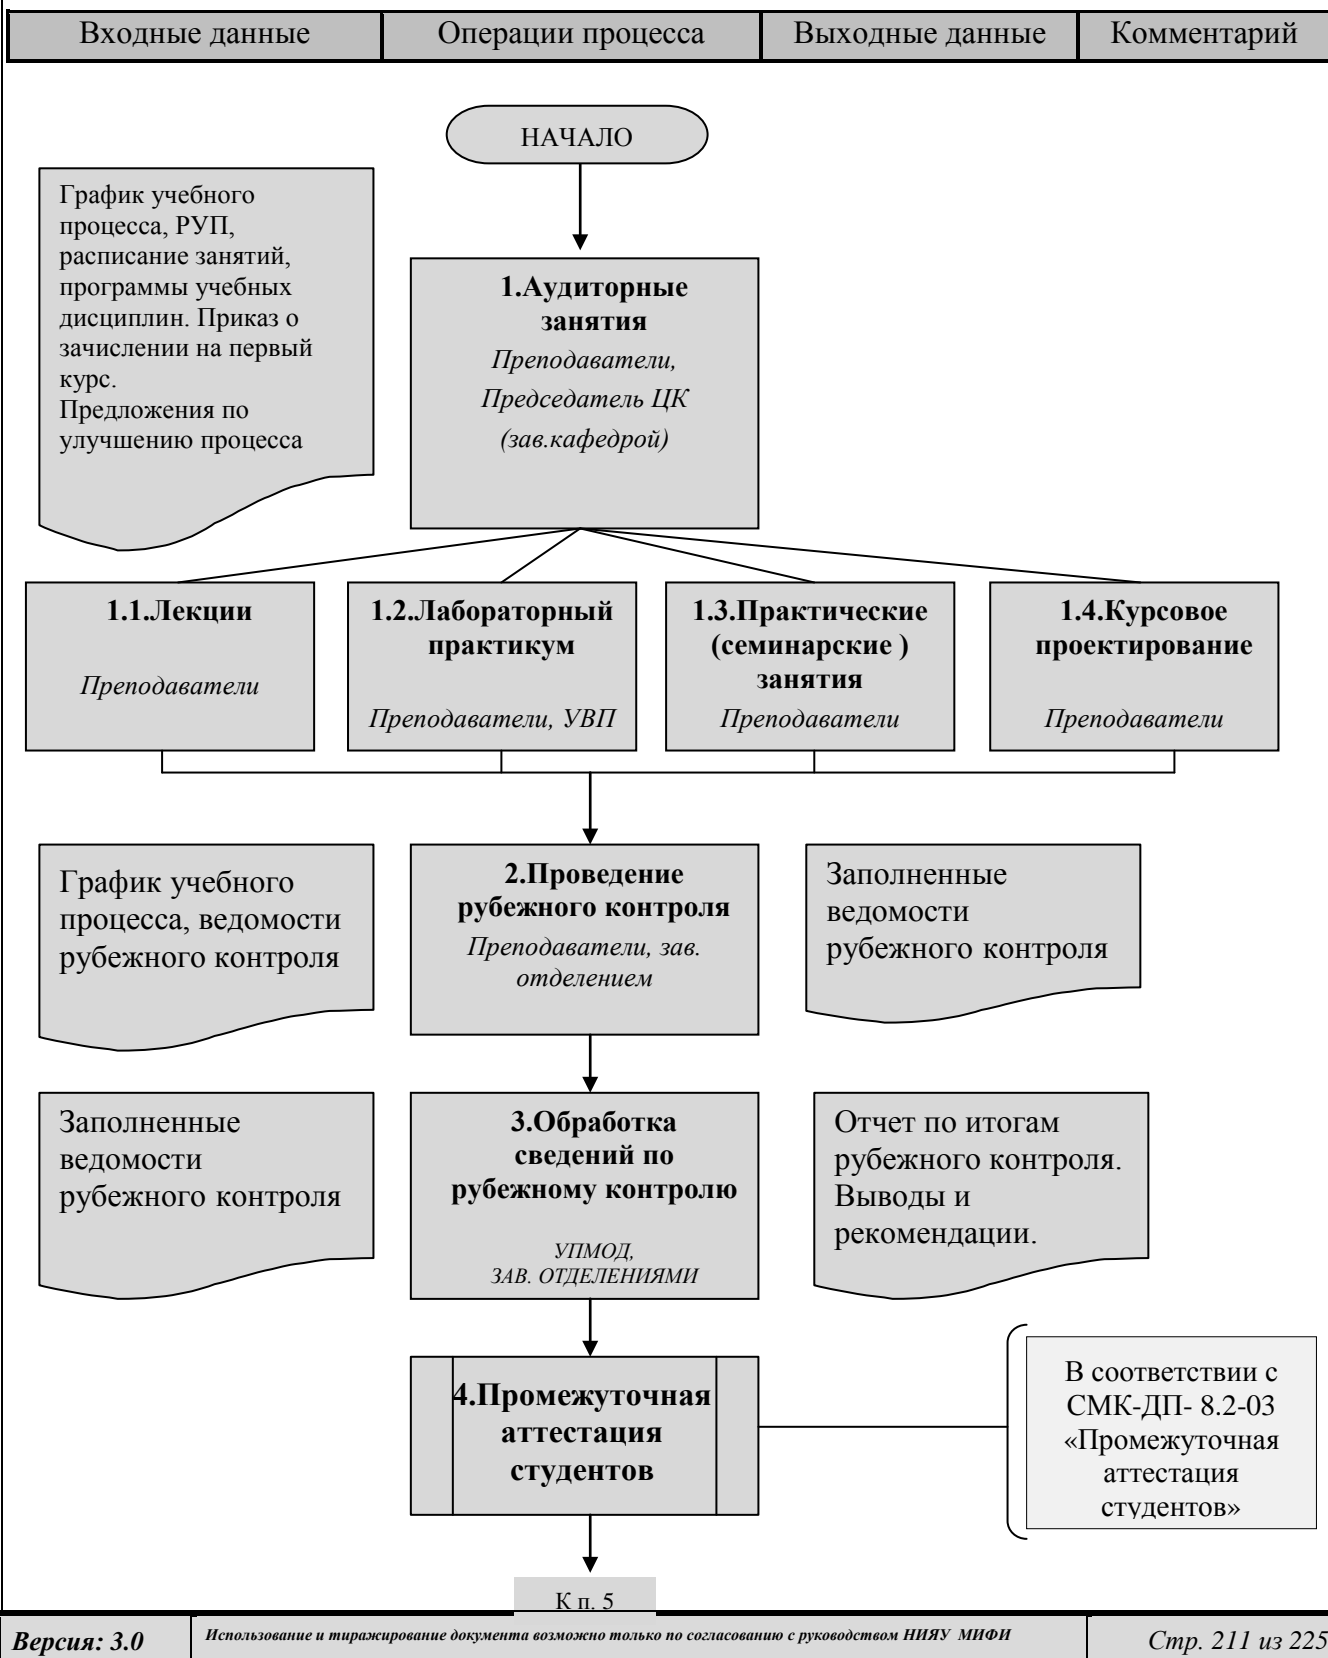 Входные данные
Операции процесса
Выходные данные
Комментарий
НАЧАЛО
График учебного
процесса, РУП,
расписание занятий,
программы учебных
дисциплин. Приказ о
зачислении на первый
курс.
Предложения по
улучшению процесса
1.Аудиторные
занятия
Преподаватели,
Председатель ЦК
(зав.кафедрой)
1.1.Лекции
Преподаватели
1.2.Лабораторный
практикум
Преподаватели, УВП
1.3.Практические
(семинарские )
занятия
Преподаватели
1.4.Курсовое
проектирование
Преподаватели
График учебного
процесса, ведомости
рубежного контроля
2.Проведение
рубежного контроля
Преподаватели, зав.
отделением
Заполненные
ведомости
рубежного контроля
Заполненные
ведомости
рубежного контроля
3.Обработка
сведений по
рубежному контролю
УПМОД,
ЗАВ. ОТДЕЛЕНИЯМИ
Отчет по итогам
рубежного контроля.
Выводы и
рекомендации.
4.Промежуточная
аттестация
студентов
В соответствии с
СМК-ДП- 8.2-03
«Промежуточная
аттестация
студентов»
К п. 5
Версия: 3.0
Использование и тиражирование документа возможно только по согласованию с руководством НИЯУ МИФИ
Стр. 211 из 225